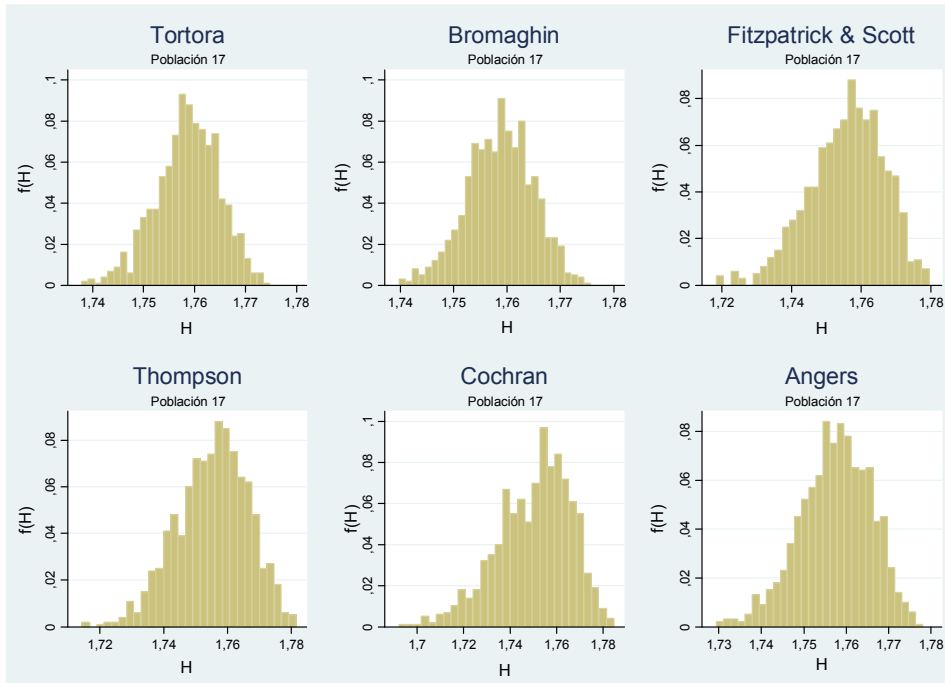 Tortora
Población 17
f(H)
0 ,02 ,04 ,06 ,08 ,1
1,74 1,75 1,76 1,77 1,78
H
Bromaghin
Población 17
f(H)
0 ,02 ,04 ,06 ,08 ,1
1,74 1,75 1,76 1,77 1,78
H
Fitzpatrick & Scott
Población 17
f(H)
0 ,02 ,04 ,06 ,08
1,72 1,74 1,76 1,78
H
Thompson
Población 17
f(H)
0 ,02 ,04 ,06 ,08
1,72 1,74 1,76 1,78
H
Cochran
Población 17
f(H)
0 ,02 ,04 ,06 ,08 ,1
1,7 1,72 1,74 1,76 1,78
H
Angers
Población 17
f(H)
0 ,02 ,04 ,06 ,08
1,73 1,74 1,75 1,76 1,77 1,78
H